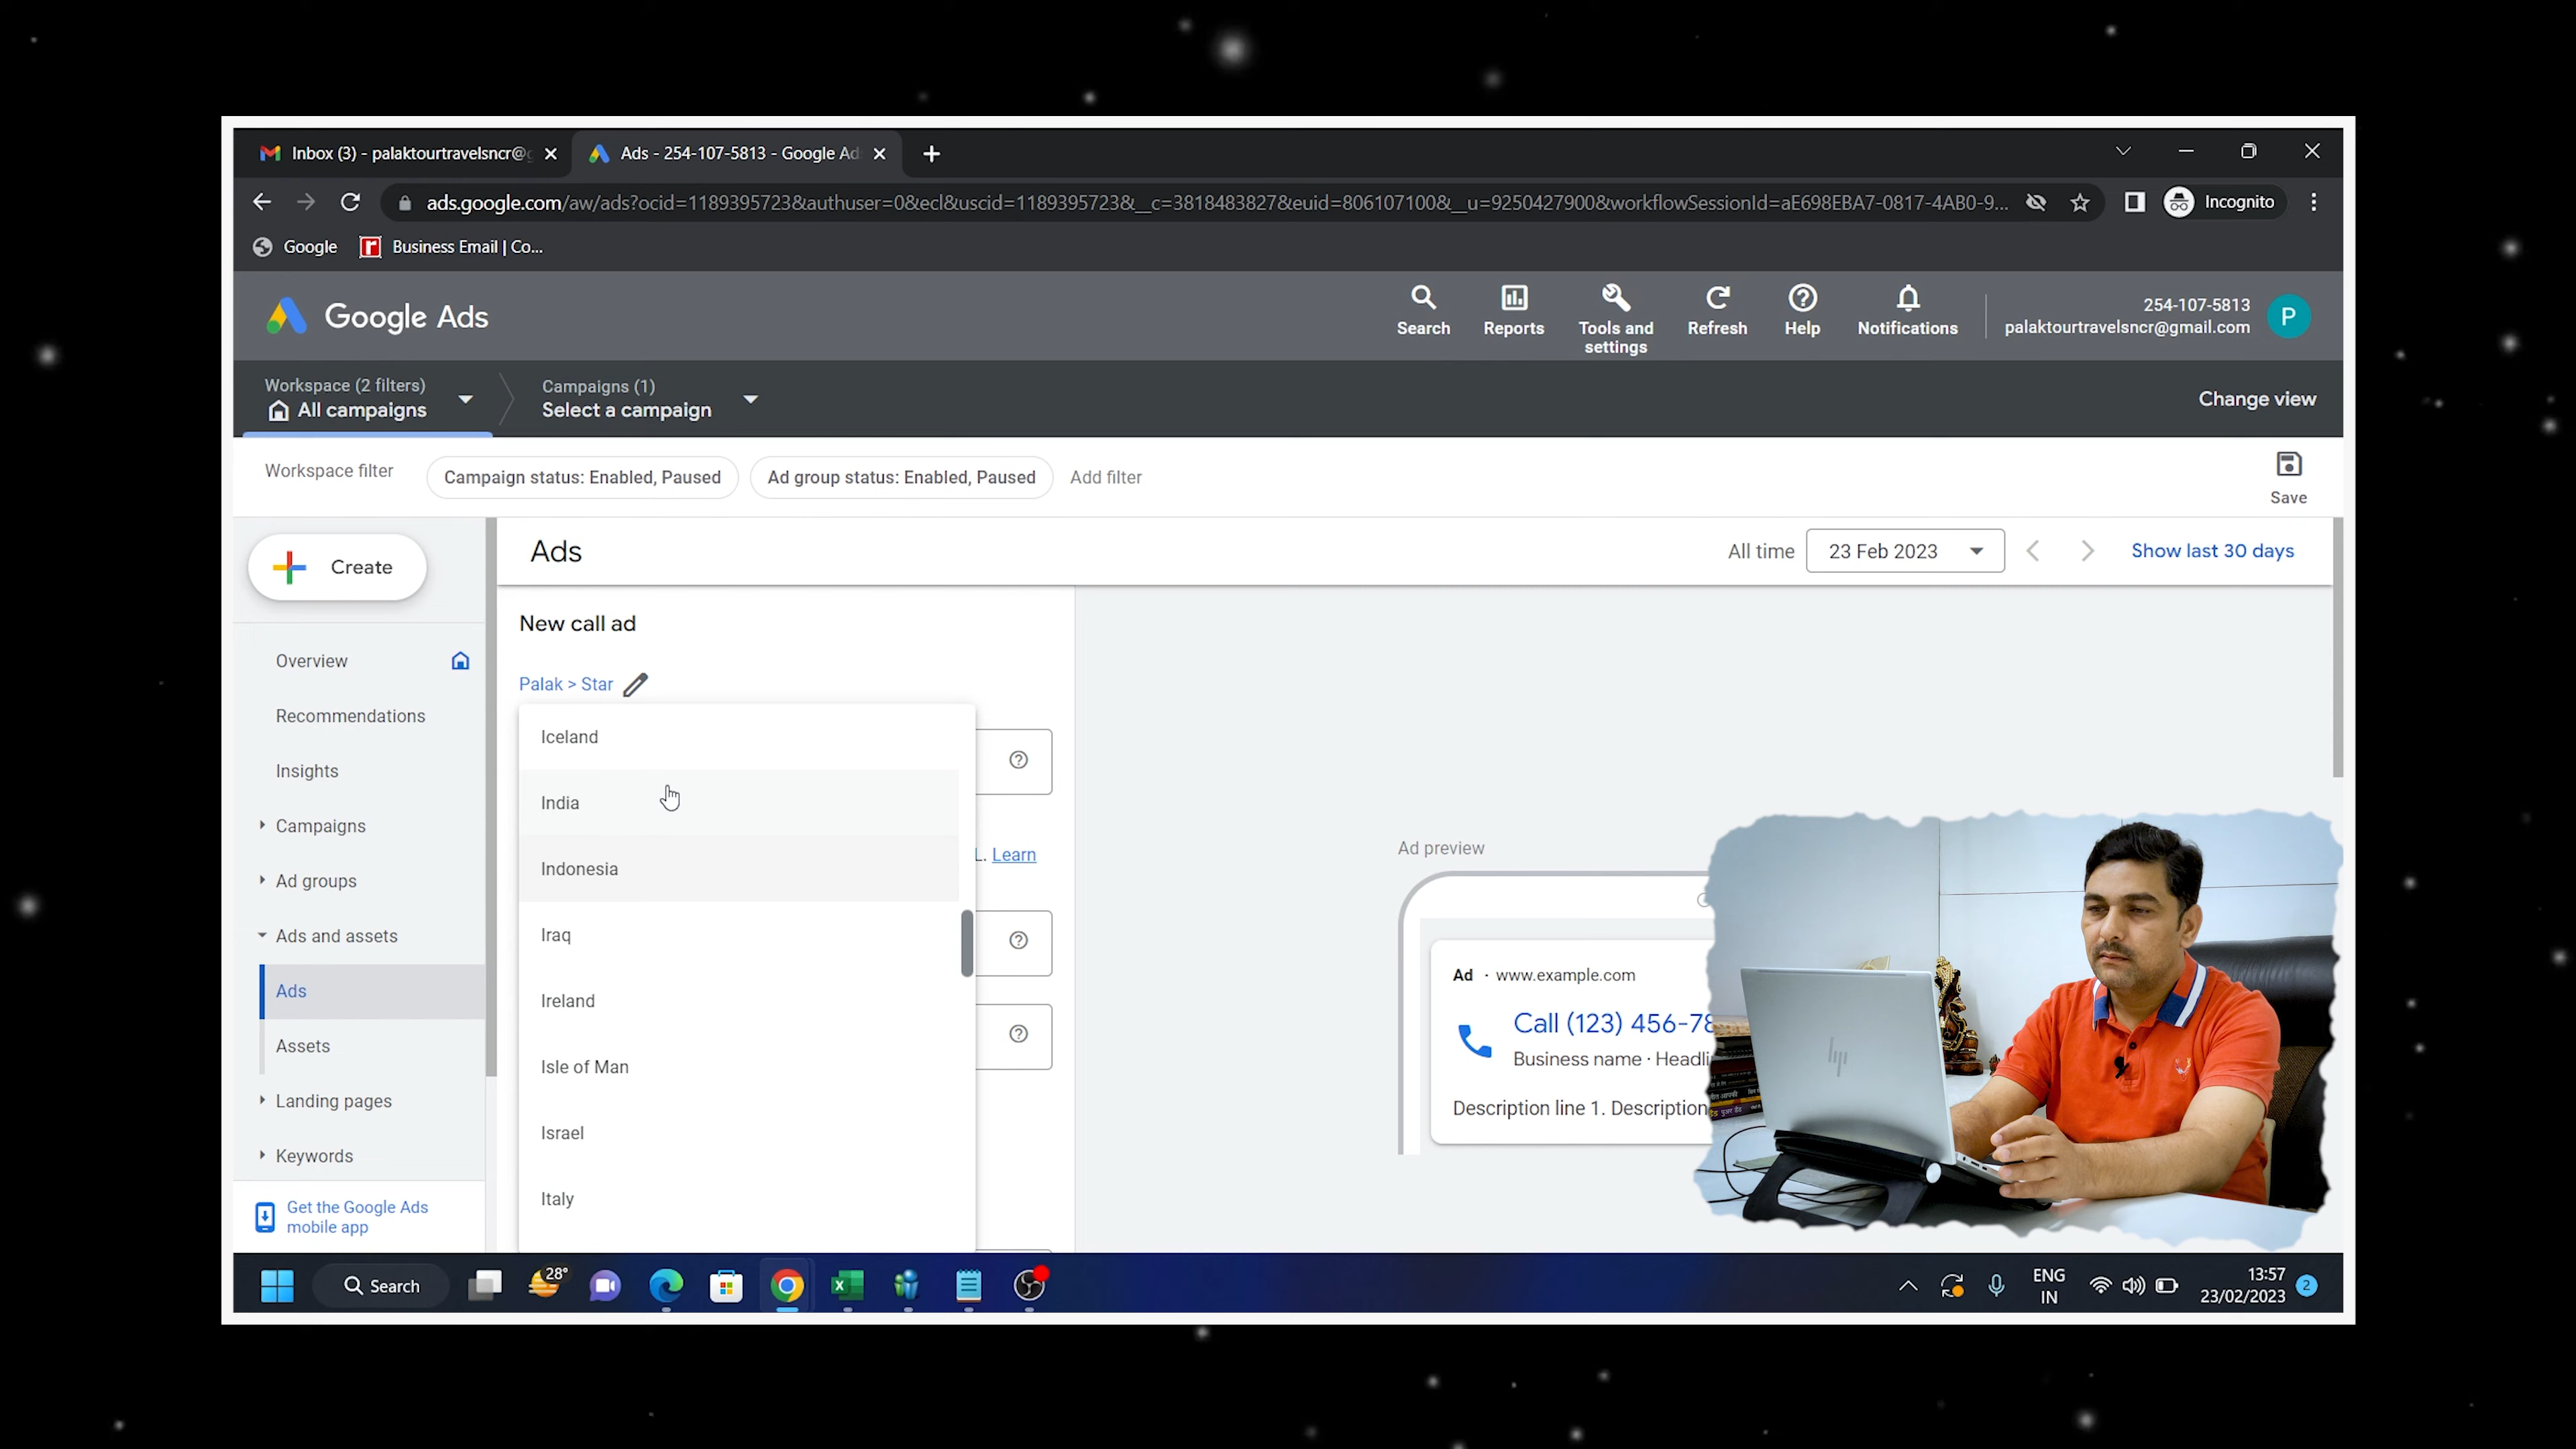 Inbox (3) - palaktourtravelsncr@g
Ads - 254-107-5813 - Google Ad
ads.google.com/aw/ads?ocid=1189395723&authuser=0&ecl&uscid=1189395723&__c=3818483827&euid=806107100&__u=9250427900&workflowSessionId=aE698EBA7-0817-4AB0-9...
Incognito
Google
Business Email | Co...
Google Ads
Search
Reports
Tools and
settings
Refresh
Help
Notifications
254-107-5813
palaktourtravelsncr@gmail.com
P
Workspace (2 filters)
All campaigns
Campaigns (1)
Select a campaign
Change view
Workspace filter
Campaign status: Enabled, Paused
Ad group status: Enabled, Paused
Add filter
Save
Create
Ads
All time
23 Feb 2023
Show last 30 days
Overview
Recommendations
Insights
Campaigns
Ad groups
Ads and assets
Ads
Assets
Landing pages
Keywords
Get the Google Ads
mobile app
New call ad
Palak > Star
Iceland
India
Indonesia
Iraq
Ireland
Isle of Man
Israel
Italy
L. Learn
Ad preview
Ad · www.example.com
Call (123) 456-78
Business name · Headli
Description line 1. Description
hp
Search
28°
ENG
IN
13:57
23/02/2023
2